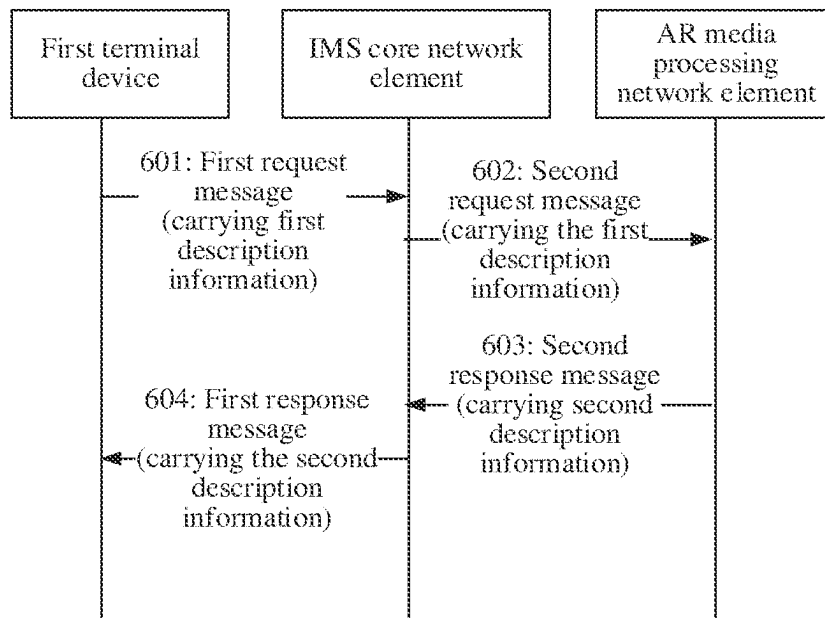 First terminal
device
IMS core network
element
AR media
processing
network element
601: First request
message
(carrying first
description
information)
602: Second
request message
(carrying the first
description
information)
603: Second
response message
(carrying second
description
information)
604: First response
message
(carrying the second
description
information)